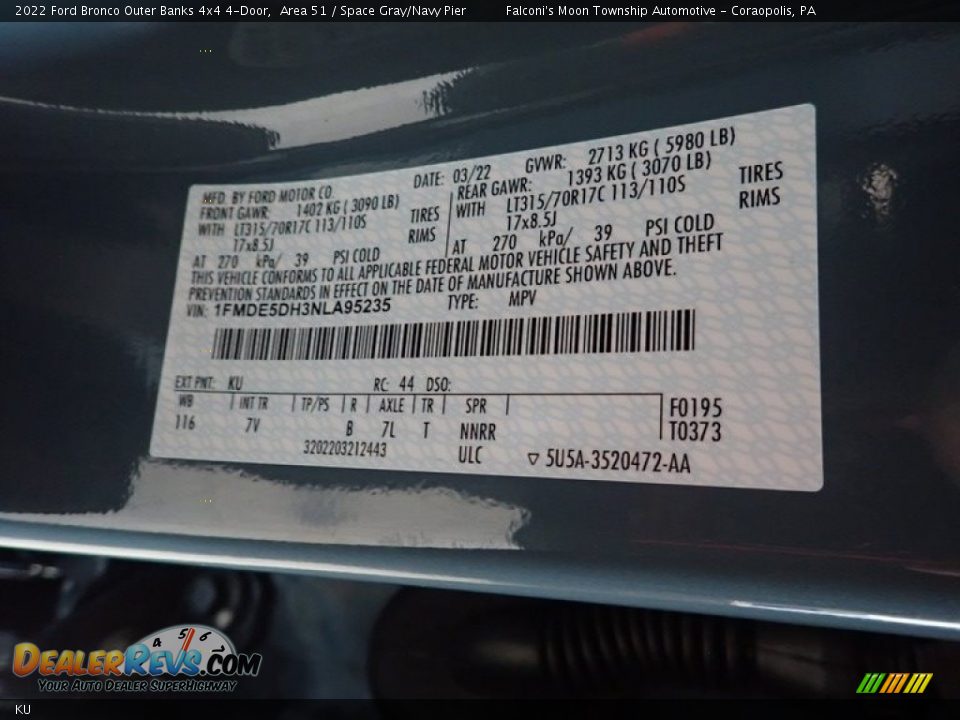 2022 Ford Bronco Outer Banks 4x4 4-Door, Area 51 / Space Gray/Navy Pier Falconi's Moon Township Automotive - Coraopolis, PA
MFD. BY FORD MOTOR CO. DATE: 03/22 GVWR: 2713 KG ( 5980 LB)
FRONT GAWR: 1402 KG ( 3090 LB) REAR GAWR: 1393 KG ( 3070 LB)
WITH LT315/70R17C 113/110S TIRES WITH LT315/70R17C 113/110S TIRES
17x8.5J RIMS 17x8.5J RIMS
AT 270 kPa/ 39 PSI COLD AT 270 kPa/ 39 PSI COLD
THIS VEHICLE CONFORMS TO ALL APPLICABLE FEDERAL MOTOR VEHICLE SAFETY AND THEFT
PREVENTION STANDARDS IN EFFECT ON THE DATE OF MANUFACTURE SHOWN ABOVE.
VIN: 1FMDE5DH3NLA95235 TYPE: MPV
EXT PNT: KU RC: 44 DSO:
WB INT TR TP/PS R AXLE TR SPR F0195
116 7V B 7L T NNRR T0373
3202203212443 ULC ▽ 5U5A-3520472-AA
4 5 6
DEALERREVS.COM
YOUR AUTO DEALER SUPERHIGHWAY
KU